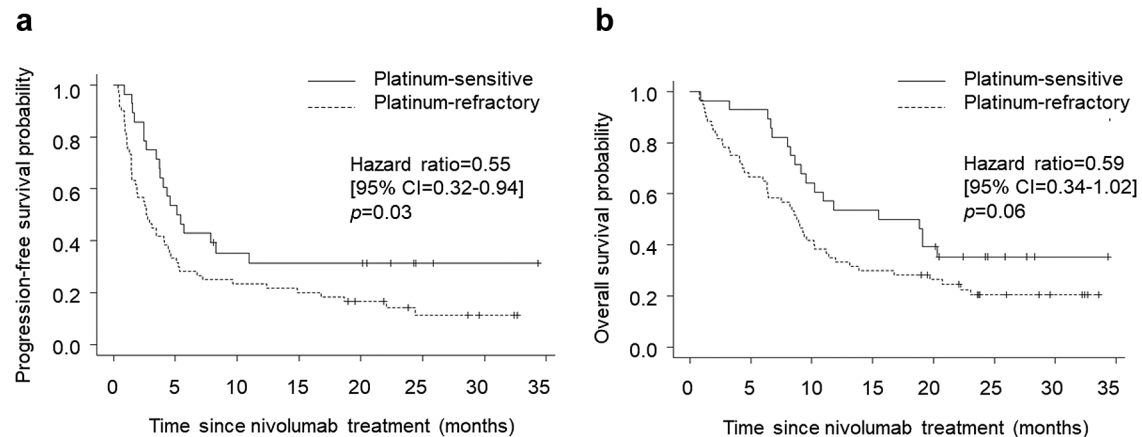 a
Progression-free survival probability
1.0
0.8
0.6
0.4
0.2
0.0
Platinum-sensitive
Platinum-refractory
Hazard ratio=0.55
[95% CI=0.32-0.94]
p=0.03
0 5 10 15 20 25 30 35
Time since nivolumab treatment (months)
b
Overall survival probability
1.0
0.8
0.6
0.4
0.2
0.0
Platinum-sensitive
Platinum-refractory
Hazard ratio=0.59
[95% CI=0.34-1.02]
p=0.06
0 5 10 15 20 25 30 35
Time since nivolumab treatment (months)